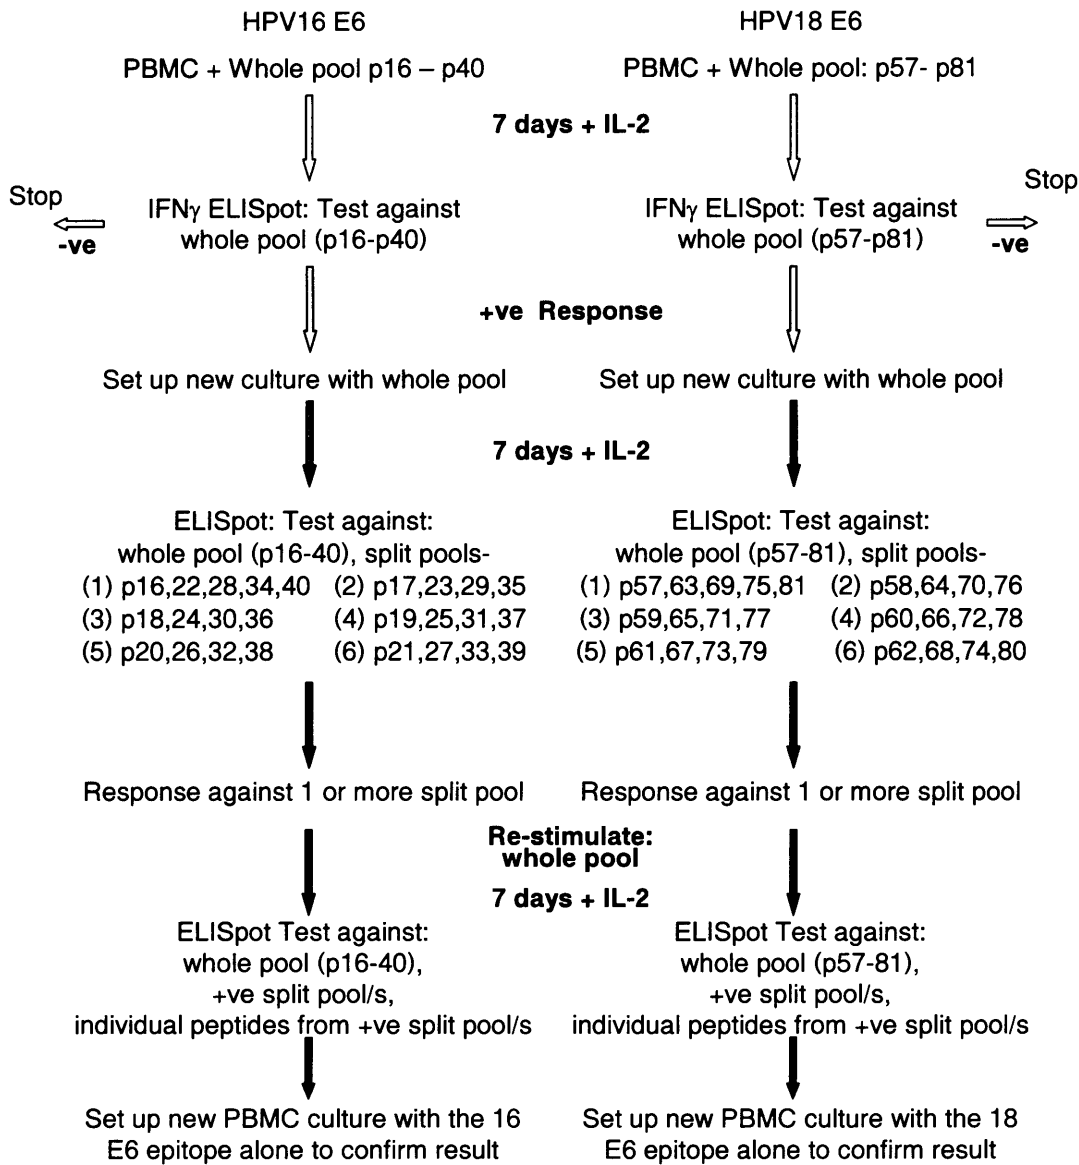 HPV16 E6
HPV18 E6
PBMC + Whole pool p16 – p40
PBMC + Whole pool: p57- p81
7 days + IL-2
Stop
-ve
IFNγ ELISpot: Test against
whole pool (p16-p40)
IFNγ ELISpot: Test against
whole pool (p57-p81)
Stop
-ve
+ve Response
Set up new culture with whole pool
Set up new culture with whole pool
7 days + IL-2
ELISpot: Test against:
whole pool (p16-40), split pools-
(1) p16,22,28,34,40 (2) p17,23,29,35
(3) p18,24,30,36 (4) p19,25,31,37
(5) p20,26,32,38 (6) p21,27,33,39
ELISpot: Test against:
whole pool (p57-81), split pools-
(1) p57,63,69,75,81 (2) p58,64,70,76
(3) p59,65,71,77 (4) p60,66,72,78
(5) p61,67,73,79 (6) p62,68,74,80
Response against 1 or more split pool
Response against 1 or more split pool
Re-stimulate:
whole pool
7 days + IL-2
ELISpot Test against:
whole pool (p16-40),
+ve split pool/s,
individual peptides from +ve split pool/s
ELISpot Test against:
whole pool (p57-81),
+ve split pool/s,
individual peptides from +ve split pool/s
Set up new PBMC culture with the 16
E6 epitope alone to confirm result
Set up new PBMC culture with the 18
E6 epitope alone to confirm result